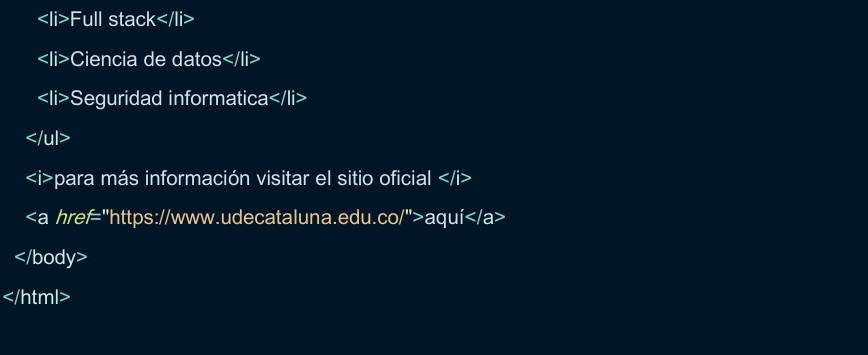 <li>Full stack</li>
<li>Ciencia de datos</li>
<li>Seguridad informatica</li>
</ul>
<i>para más información visitar el sitio oficial </i>
<a href="https://www.udecataluna.edu.co/">aquí</a>
</body>
</html>